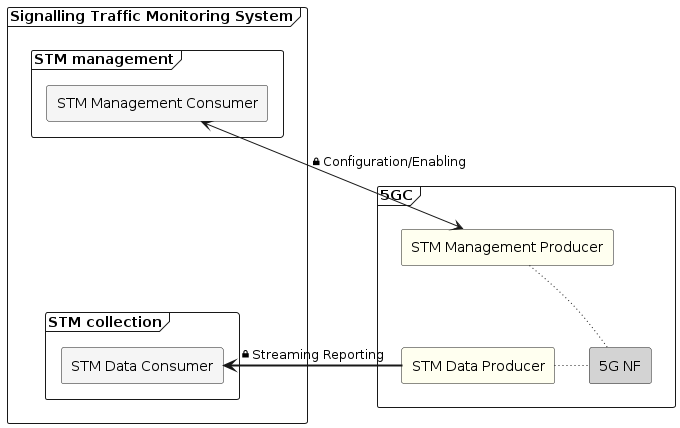 Signalling Traffic Monitoring System
STM management
STM Management Consumer
Configuration/Enabling
5GC
STM Management Producer
STM collection
STM Data Consumer
Streaming Reporting
STM Data Producer
5G NF